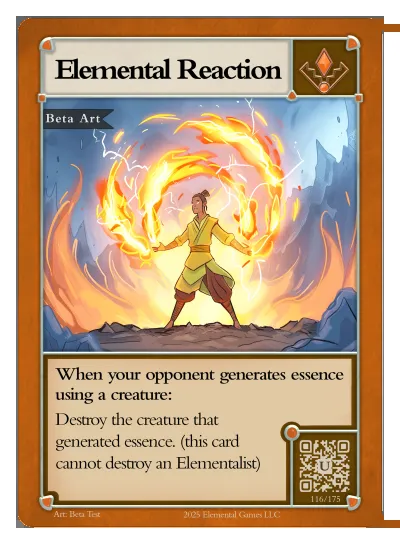 Elemental Reaction
Beta Art
When your opponent generates essence
using a creature:
Destroy the creature that
generated essence. (this card
cannot destroy an Elementalist)
U
116/175
Art: Beta Test
2025 Elemental Games LLC